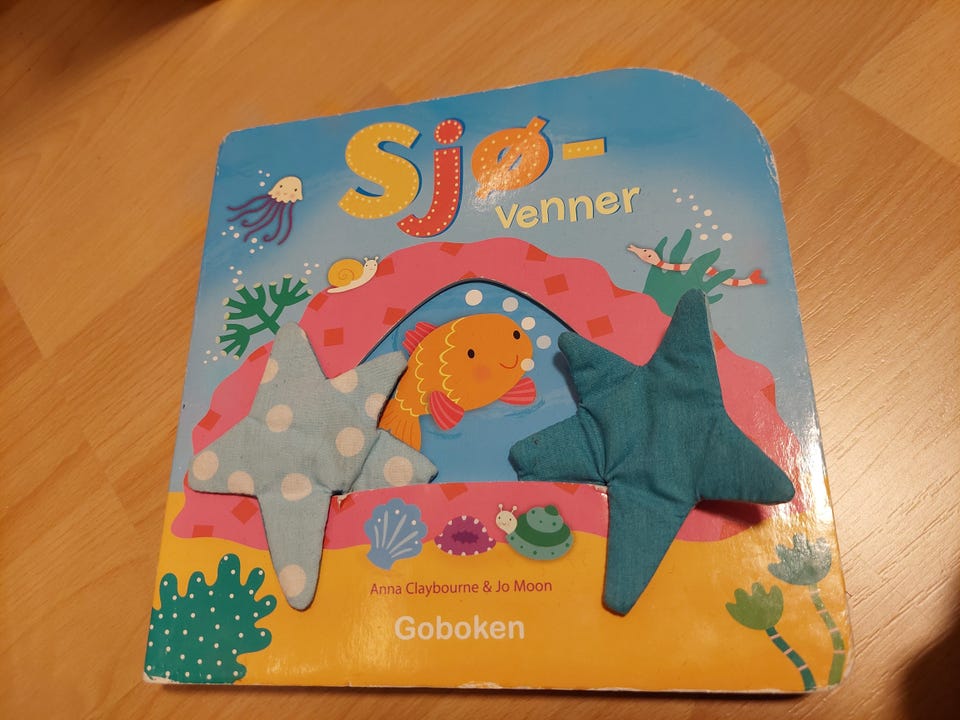 Sjø-
venner
Anna Claybourne & Jo Moon
Goboken